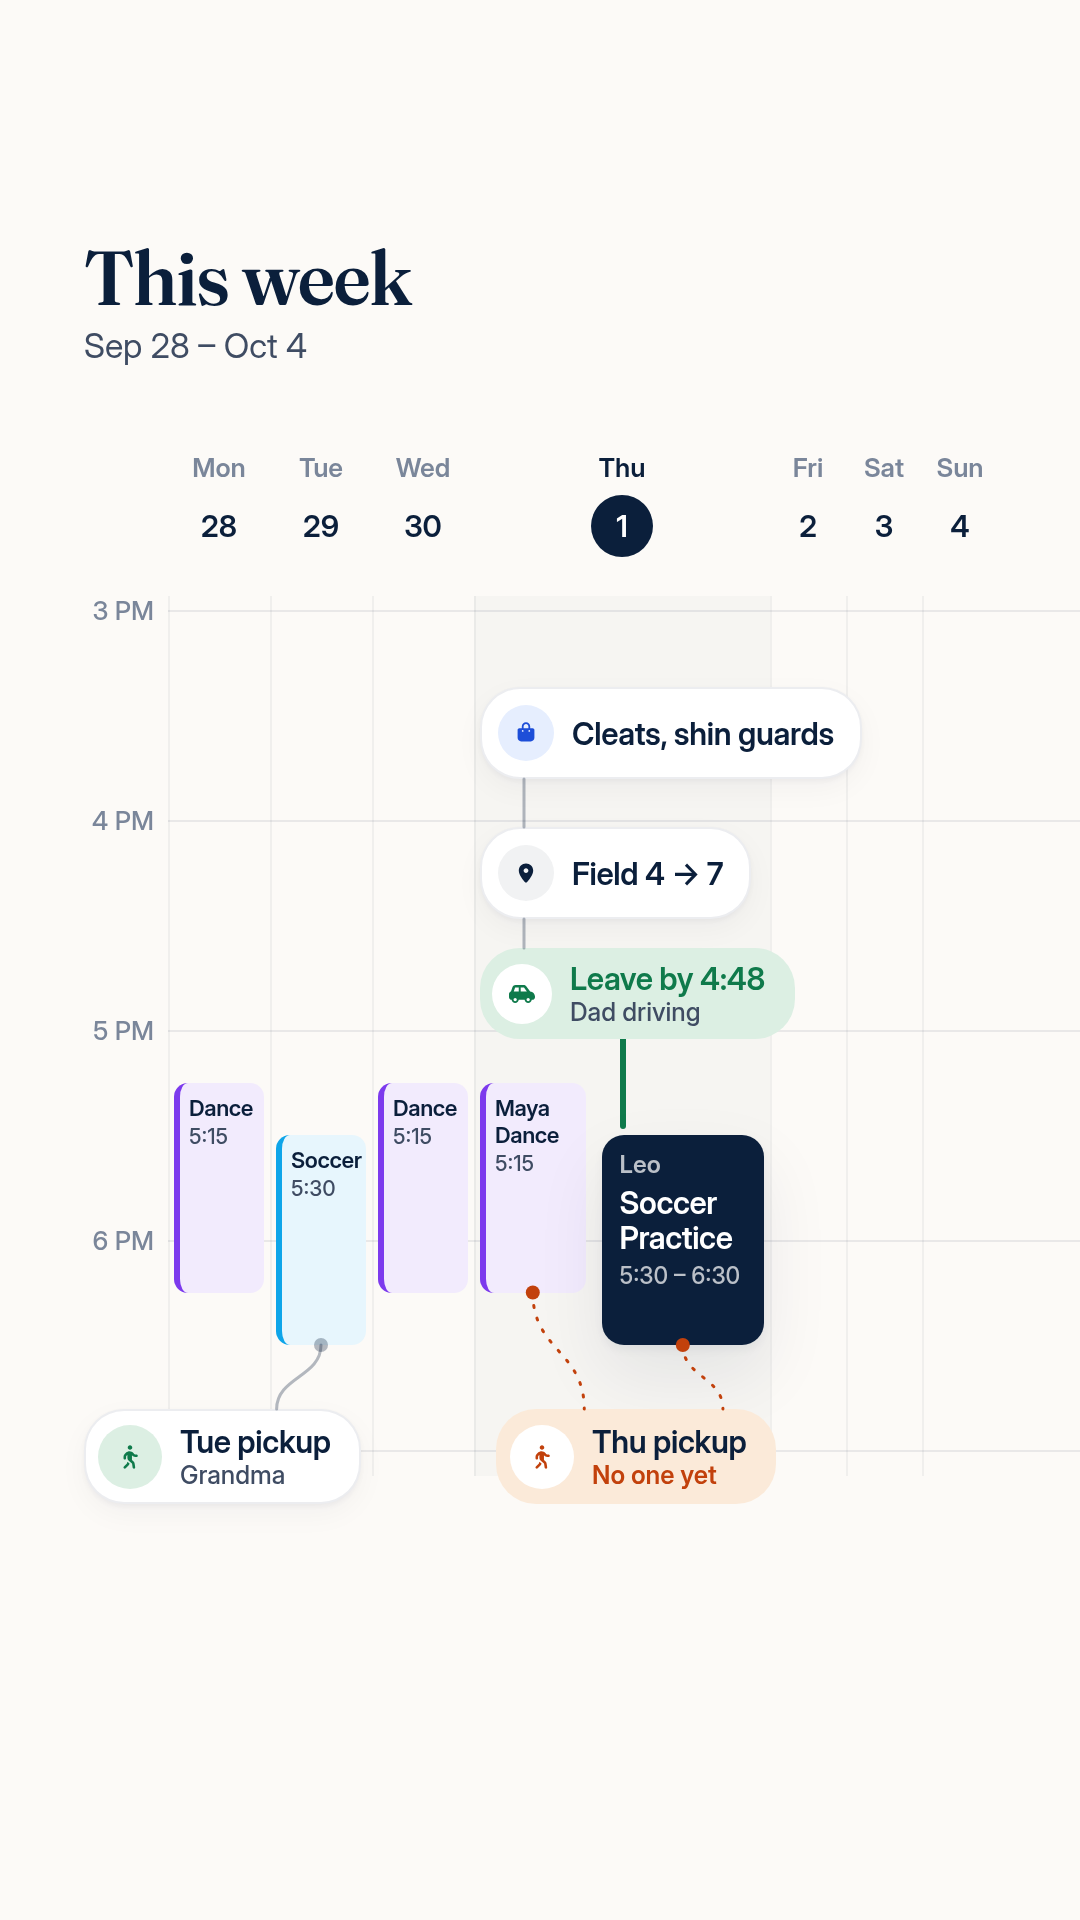 This week
Sep 28 – Oct 4
Mon Tue Wed Thu Fri Sat Sun
28 29 30 1 2 3 4
3 PM
Cleats, shin guards
4 PM
Field 4 → 7
Leave by 4:48
Dad driving
5 PM
Dance
5:15
Soccer
5:30
Dance
5:15
Maya
Dance
5:15
Leo
Soccer
Practice
5:30 – 6:30
6 PM
Tue pickup
Grandma
Thu pickup
No one yet